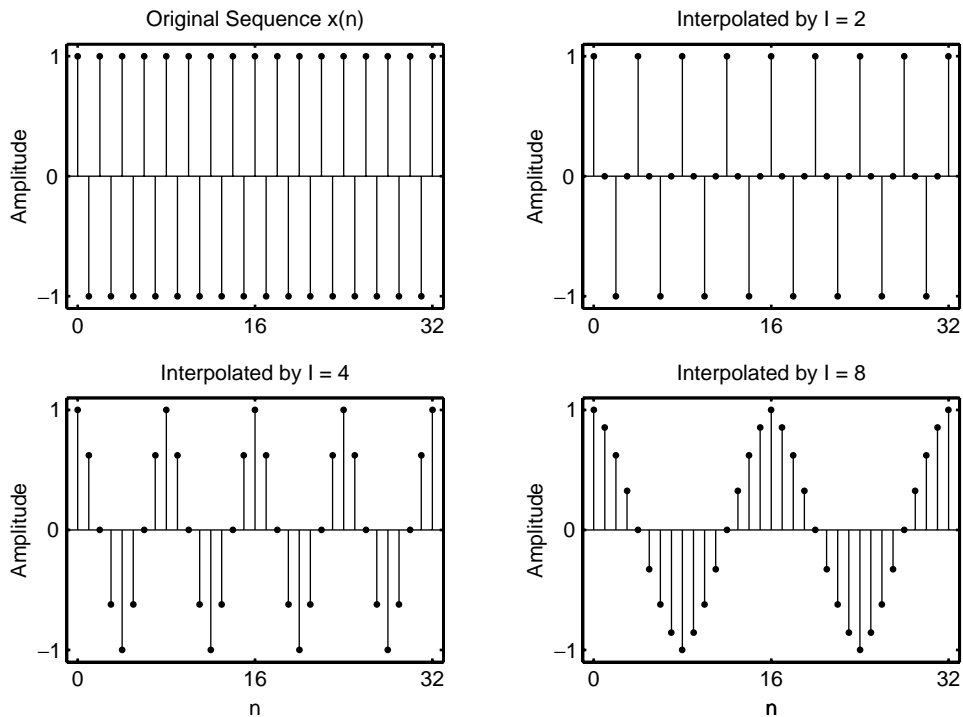 Original Sequence x(n)
Amplitude
1
0
−1
0
16
32
Interpolated by I = 2
Amplitude
1
0
−1
0
16
32
Interpolated by I = 4
Amplitude
1
0
−1
0
16
32
n
Interpolated by I = 8
Amplitude
1
0
−1
0
16
32
n